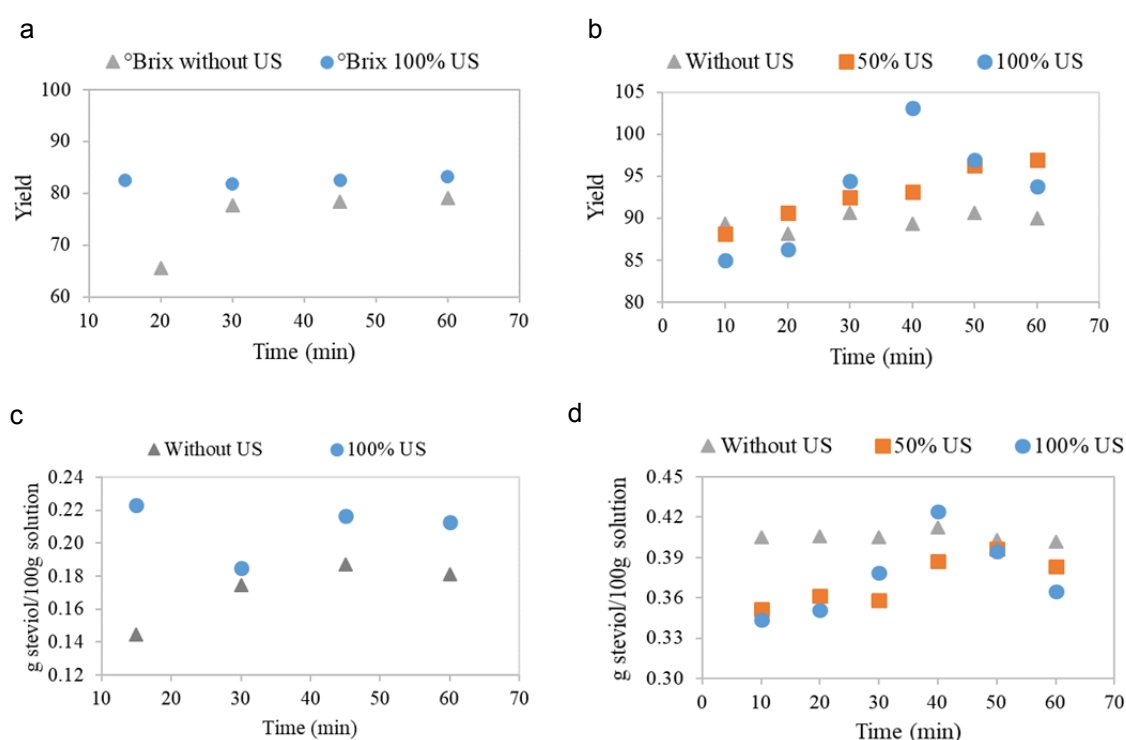 a
°Brix without US °Brix 100% US
100
90
80
70
60
Yield
10 20 30 40 50 60 70
Time (min)
b
Without US 50% US 100% US
105
100
95
90
85
80
Yield
0 10 20 30 40 50 60 70
Time (min)
c
Without US 100% US
0.24
0.22
0.20
0.18
0.16
0.14
0.12
g steviol/100g solution
10 20 30 40 50 60 70
Time (min)
d
Without US 50% US 100% US
0.45
0.42
0.39
0.36
0.33
0.30
g steviol/100g solution
0 10 20 30 40 50 60 70
Time (min)